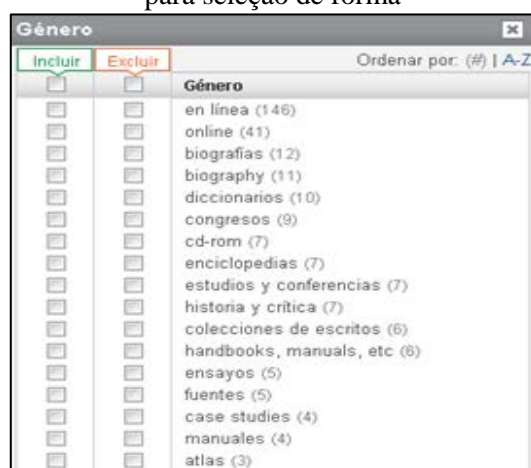 para seleção de forma
Género
Incluir Excluir Ordenar por: (#) | A-Z
Género
en línea (146)
online (41)
biografías (12)
biography (11)
diccionarios (10)
congresos (9)
cd-rom (7)
enciclopedias (7)
estudios y conferencias (7)
historia y crítica (7)
colecciones de escritos (6)
handbooks, manuals, etc (6)
ensayos (5)
fuentes (5)
case studies (4)
manuales (4)
atlas (3)